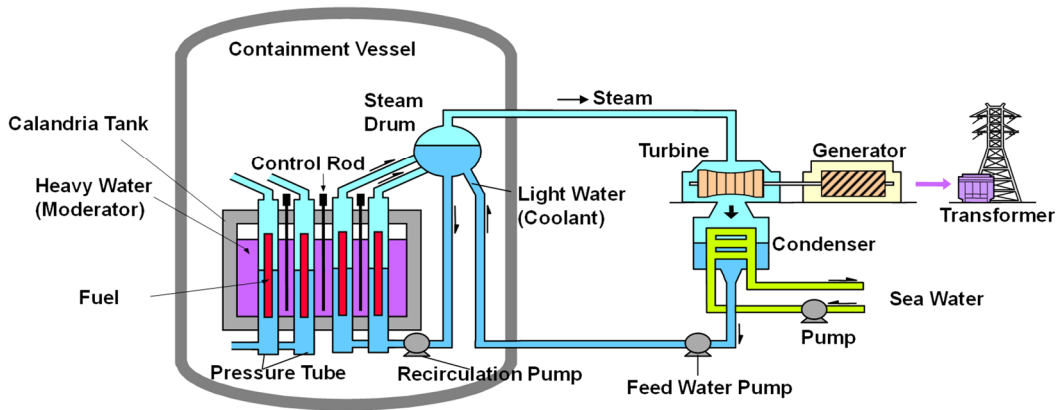 Containment Vessel
Steam
Drum
Steam
Calandria Tank
Control Rod
Turbine
Generator
Heavy Water
(Moderator)
Light Water
(Coolant)
Transformer
Condenser
Fuel
Sea Water
Pump
Pressure Tube
Recirculation Pump
Feed Water Pump